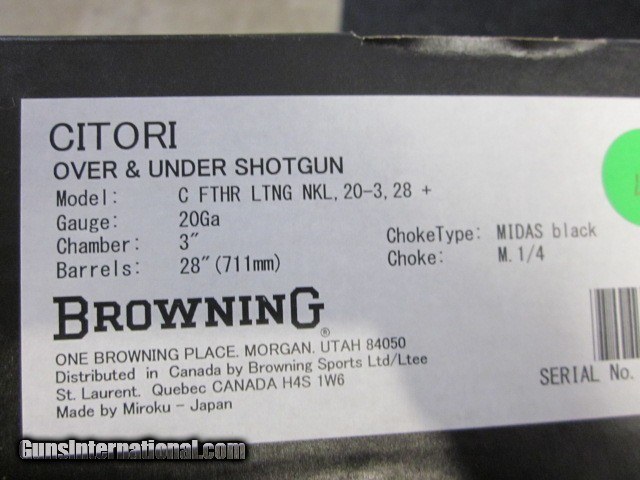 CITORI
OVER & UNDER SHOTGUN
Model: C FTHR LTNG NKL, 20-3, 28 +
Gauge: 20Ga
Chamber: 3"
Barrels: 28"(711mm)
ChokeType: MIDAS black
Choke: M. 1/4
BROWNING®
ONE BROWNING PLACE. MORGAN. UTAH 84050
Distributed in Canada by Browning Sports Ltd/Ltee
St. Laurent. Quebec CANADA H4S 1W6
Made by Miroku - Japan
SERIAL No.
GunsInternational.com